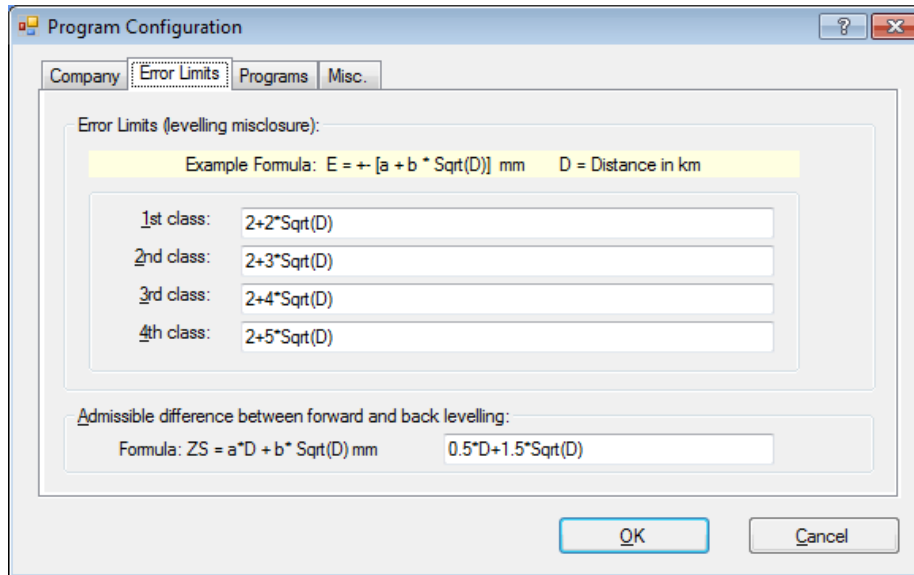 Program Configuration
Company Error Limits Programs Misc.
Error Limits (levelling misclosure):
Example Formula: E = +- [a + b * Sqrt(D)] mm D = Distance in km
1st class: 2+2*Sqrt(D)
2nd class: 2+3*Sqrt(D)
3rd class: 2+4*Sqrt(D)
4th class: 2+5*Sqrt(D)
Admissible difference between forward and back levelling:
Formula: ZS = a*D + b* Sqrt(D) mm 0.5*D+1.5*Sqrt(D)
OK Cancel